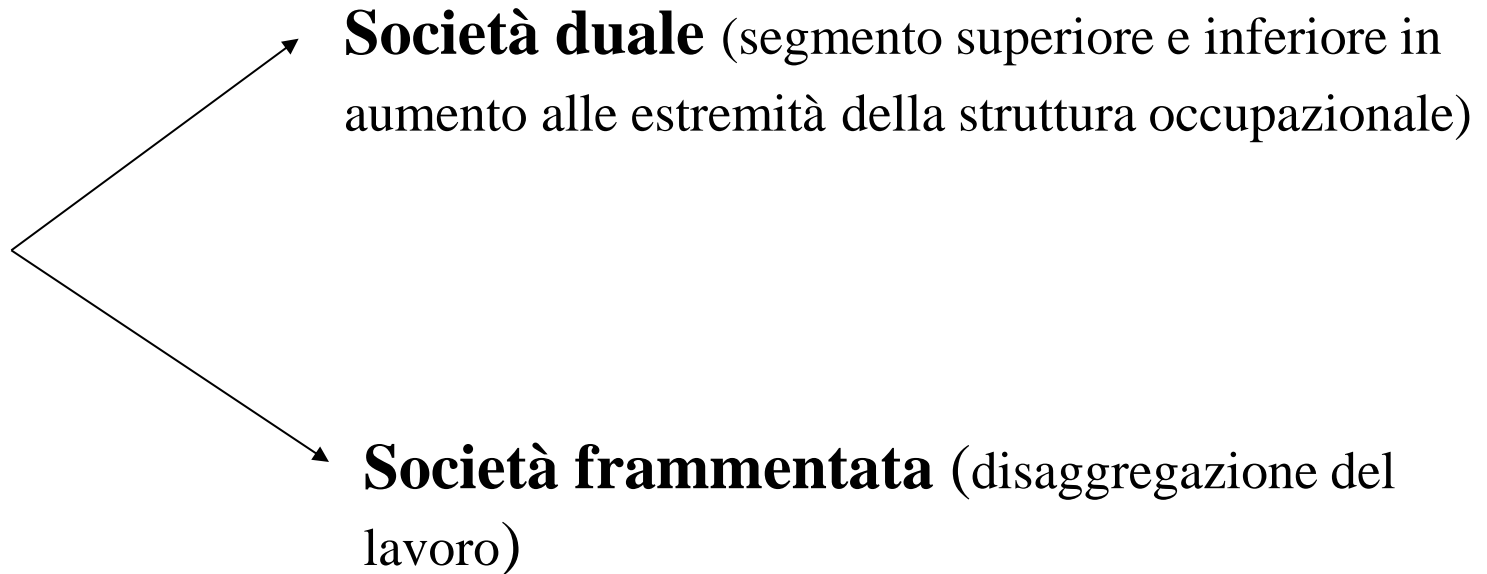 Società duale (segmento superiore e inferiore in
aumento alle estremità della struttura occupazionale)
Società frammentata (disaggregazione del
lavoro)